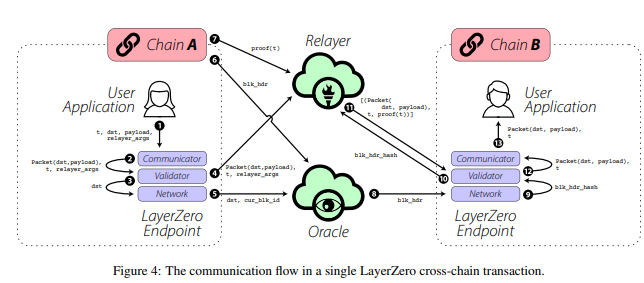 Chain A
7
proof(t)
6
blk_hdr
Relayer
Chain B
[(Packet(
dst, payload),
t, proof(t))]
11
User
Application
1
t, dst, payload,
relayer_args
2
Packet(dst,payload),
t, relayer_args
3
dst
Communicator
Validator
Network
4
Packet(dst,payload),
t, relayer_args
5
dst, cur_blk_id
LayerZero
Endpoint
Oracle
8
blk_hdr
blk_hdr_hash
10
User
Application
13
Packet(dst, payload),
t
Communicator
Validator
Network
12
Packet(dst, payload),
t
9
blk_hdr_hash
LayerZero
Endpoint
Figure 4: The communication flow in a single LayerZero cross-chain transaction.